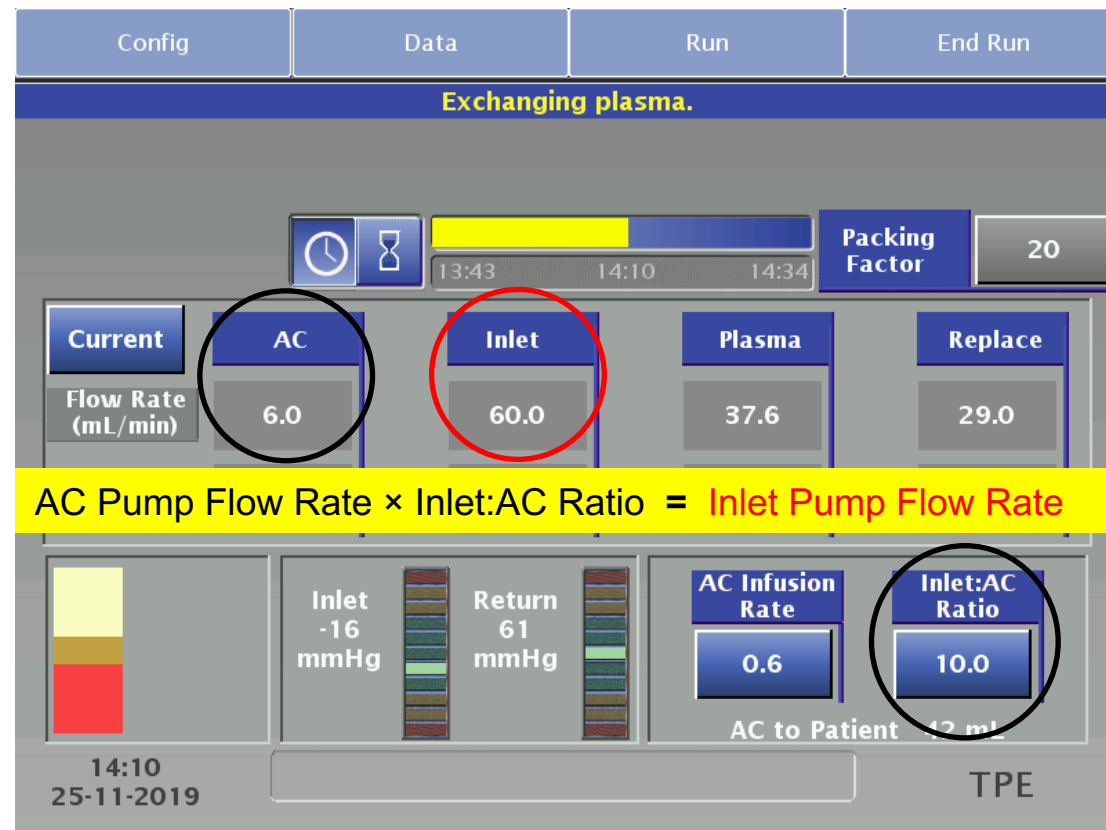 Config Data Run End Run
Exchanging plasma.
Packing
Factor
20
13:43 14:10 14:34
Current AC Inlet Plasma Replace
Flow Rate
(mL/min)
6.0 60.0 37.6 29.0
AC Pump Flow Rate × Inlet:AC Ratio = Inlet Pump Flow Rate
Inlet
-16
mmHg
Return
61
mmHg
AC Infusion
Rate
0.6
Inlet:AC
Ratio
10.0
AC to Patient 42 mL
14:10
25-11-2019
TPE